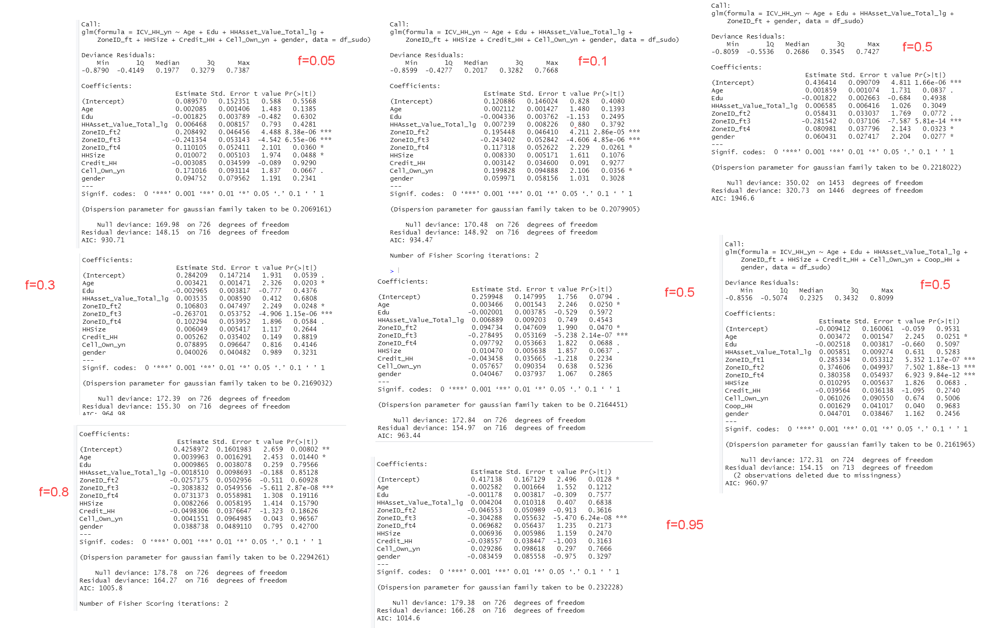 Call:
glm(formula = ICV_HH_yn ~ Age + Edu + HHAsset_Value_Total_lg +
    ZoneID_ft + HHSize + Credit_HH + Cell_Own_yn + gender, data = df_sudo)
Deviance Residuals:
    Min       1Q   Median       3Q      Max
-0.8790  -0.4149   0.1977   0.3279   0.7387
f=0.05
Coefficients:
                        Estimate Std. Error t value Pr(>|t|)
(Intercept)             0.089570   0.152351   0.588   0.5568
Age                     0.002085   0.001406   1.483   0.1385
Edu                    -0.001825   0.003789  -0.482   0.6302
HHAsset_Value_Total_lg  0.006468   0.008157   0.793   0.4281
ZoneID_ft2              0.208492   0.046456   4.488 8.38e-06 ***
ZoneID_ft3             -0.241354   0.053143  -4.542 6.55e-06 ***
ZoneID_ft4              0.110105   0.052411   2.101   0.0360 *
HHSize                  0.010072   0.005103   1.974   0.0488 *
Credit_HH              -0.003085   0.034599  -0.089   0.9290
Cell_Own_yn             0.171016   0.093114   1.837   0.0667 .
gender                  0.094752   0.079562   1.191   0.2341
---
Signif. codes:  0 ‘***’ 0.001 ‘**’ 0.01 ‘*’ 0.05 ‘.’ 0.1 ‘ ’ 1
(Dispersion parameter for gaussian family taken to be 0.2069161)
    Null deviance: 169.98  on 726  degrees of freedom
Residual deviance: 148.15  on 716  degrees of freedom
AIC: 930.71
Call:
glm(formula = ICV_HH_yn ~ Age + Edu + HHAsset_Value_Total_lg +
    ZoneID_ft + HHSize + Credit_HH + Cell_Own_yn + gender, data = df_sudo)
Deviance Residuals:
    Min       1Q   Median       3Q      Max
-0.8599  -0.4277   0.2017   0.3282   0.7668
f=0.1
Coefficients:
                        Estimate Std. Error t value Pr(>|t|)
(Intercept)             0.120886   0.146024   0.828   0.4080
Age                     0.002112   0.001427   1.480   0.1393
Edu                    -0.004336   0.003762  -1.153   0.2495
HHAsset_Value_Total_lg  0.007239   0.008226   0.880   0.3792
ZoneID_ft2              0.195448   0.046410   4.211 2.86e-05 ***
ZoneID_ft3             -0.243402   0.052842  -4.606 4.85e-06 ***
ZoneID_ft4              0.117318   0.052622   2.229   0.0261 *
HHSize                  0.008330   0.005171   1.611   0.1076
Credit_HH               0.003142   0.034600   0.091   0.9277
Cell_Own_yn             0.199828   0.094888   2.106   0.0356 *
gender                  0.059971   0.058156   1.031   0.3028
---
Signif. codes:  0 ‘***’ 0.001 ‘**’ 0.01 ‘*’ 0.05 ‘.’ 0.1 ‘ ’ 1
(Dispersion parameter for gaussian family taken to be 0.2079905)
    Null deviance: 170.48  on 726  degrees of freedom
Residual deviance: 148.92  on 716  degrees of freedom
AIC: 934.47
Number of Fisher Scoring iterations: 2
> |
Call:
glm(formula = ICV_HH_yn ~ Age + Edu + HHAsset_Value_Total_lg +
    ZoneID_ft + gender, data = df_sudo)
Deviance Residuals:
    Min       1Q   Median       3Q      Max
-0.8059  -0.5536   0.2686   0.3545   0.7427
f=0.5
Coefficients:
                        Estimate Std. Error t value Pr(>|t|)
(Intercept)             0.436414   0.090709   4.811 1.66e-06 ***
Age                     0.001859   0.001074   1.731   0.0837 .
Edu                    -0.001822   0.002663  -0.684   0.4938
HHAsset_Value_Total_lg  0.006585   0.006416   1.026   0.3049
ZoneID_ft2              0.058431   0.033037   1.769   0.0772 .
ZoneID_ft3             -0.281542   0.037106  -7.587 5.81e-14 ***
ZoneID_ft4              0.080981   0.037796   2.143   0.0323 *
gender                  0.060431   0.027417   2.204   0.0277 *
---
Signif. codes:  0 ‘***’ 0.001 ‘**’ 0.01 ‘*’ 0.05 ‘.’ 0.1 ‘ ’ 1
(Dispersion parameter for gaussian family taken to be 0.2218022)
    Null deviance: 350.02  on 1453  degrees of freedom
Residual deviance: 320.73  on 1446  degrees of freedom
AIC: 1946.6
f=0.3
Coefficients:
                        Estimate Std. Error t value Pr(>|t|)
(Intercept)             0.284209   0.147214   1.931   0.0539 .
Age                     0.003421   0.001471   2.326   0.0203 *
Edu                    -0.002965   0.003817  -0.777   0.4376
HHAsset_Value_Total_lg  0.003535   0.008590   0.412   0.6808
ZoneID_ft2              0.106803   0.047497   2.249   0.0248 *
ZoneID_ft3             -0.263701   0.053752  -4.906 1.15e-06 ***
ZoneID_ft4              0.102294   0.053952   1.896   0.0584 .
HHSize                  0.006049   0.005417   1.117   0.2644
Credit_HH               0.005262   0.035402   0.149   0.8819
Cell_Own_yn             0.078895   0.096647   0.816   0.4146
gender                  0.040026   0.040482   0.989   0.3231
---
Signif. codes:  0 ‘***’ 0.001 ‘**’ 0.01 ‘*’ 0.05 ‘.’ 0.1 ‘ ’ 1
(Dispersion parameter for gaussian family taken to be 0.2169032)
    Null deviance: 172.39  on 726  degrees of freedom
Residual deviance: 155.30  on 716  degrees of freedom
AIC: 964.98
Coefficients:
                        Estimate Std. Error t value Pr(>|t|)
(Intercept)             0.259948   0.147995   1.756   0.0794 .
Age                     0.003466   0.001543   2.246   0.0250 *
Edu                    -0.002001   0.003785  -0.529   0.5972
HHAsset_Value_Total_lg  0.006889   0.009203   0.749   0.4543
ZoneID_ft2              0.094734   0.047609   1.990   0.0470 *
ZoneID_ft3             -0.278495   0.053169  -5.238 2.14e-07 ***
ZoneID_ft4              0.097792   0.053663   1.822   0.0688 .
HHSize                  0.010470   0.005638   1.857   0.0637 .
Credit_HH              -0.043458   0.035665  -1.218   0.2234
Cell_Own_yn             0.057657   0.090354   0.638   0.5236
gender                  0.040467   0.037937   1.067   0.2865
---
Signif. codes:  0 ‘***’ 0.001 ‘**’ 0.01 ‘*’ 0.05 ‘.’ 0.1 ‘ ’ 1
(Dispersion parameter for gaussian family taken to be 0.2164451)
    Null deviance: 172.84  on 726  degrees of freedom
Residual deviance: 154.97  on 716  degrees of freedom
AIC: 963.44
f=0.5
Call:
glm(formula = ICV_HH_yn ~ Age + Edu + HHAsset_Value_Total_lg +
    ZoneID_ft + HHSize + Credit_HH + Cell_Own_yn + Coop_HH +
    gender, data = df_sudo)
Deviance Residuals:
    Min       1Q   Median       3Q      Max
-0.8556  -0.5074   0.2325   0.3432   0.8099
f=0.5
Coefficients:
                        Estimate Std. Error t value Pr(>|t|)
(Intercept)            -0.009412   0.160061  -0.059   0.9531
Age                     0.003472   0.001547   2.245   0.0251 *
Edu                    -0.002518   0.003817  -0.660   0.5097
HHAsset_Value_Total_lg  0.005851   0.009274   0.631   0.5283
ZoneID_ft1              0.285334   0.053312   5.352 1.17e-07 ***
ZoneID_ft2              0.374606   0.049937   7.502 1.88e-13 ***
ZoneID_ft4              0.380358   0.054937   6.923 9.84e-12 ***
HHSize                  0.010295   0.005637   1.826   0.0683 .
Credit_HH              -0.039564   0.036138  -1.095   0.2740
Cell_Own_yn             0.061026   0.090550   0.674   0.5006
Coop_HH                 0.001629   0.041017   0.040   0.9683
gender                  0.044701   0.038467   1.162   0.2456
---
Signif. codes:  0 ‘***’ 0.001 ‘**’ 0.01 ‘*’ 0.05 ‘.’ 0.1 ‘ ’ 1
(Dispersion parameter for gaussian family taken to be 0.2161965)
    Null deviance: 172.31  on 724  degrees of freedom
Residual deviance: 154.15  on 713  degrees of freedom
  (2 observations deleted due to missingness)
AIC: 960.97
f=0.8
Coefficients:
                         Estimate Std. Error t value Pr(>|t|)
(Intercept)             0.4258972  0.1601983   2.659  0.00802 **
Age                     0.0039963  0.0016291   2.453  0.01440 *
Edu                     0.0009865  0.0038078   0.259  0.79566
HHAsset_Value_Total_lg -0.0018510  0.0098693  -0.188  0.85128
ZoneID_ft2             -0.0257175  0.0502956  -0.511  0.60928
ZoneID_ft3             -0.3083832  0.0549556  -5.611 2.87e-08 ***
ZoneID_ft4              0.0731373  0.0558981   1.308  0.19116
HHSize                  0.0082266  0.0058195   1.414  0.15790
Credit_HH              -0.0498306  0.0376647  -1.323  0.18626
Cell_Own_yn             0.0041551  0.0964985   0.043  0.96567
gender                  0.0388738  0.0489110   0.795  0.42700
---
Signif. codes:  0 ‘***’ 0.001 ‘**’ 0.01 ‘*’ 0.05 ‘.’ 0.1 ‘ ’ 1
(Dispersion parameter for gaussian family taken to be 0.2294261)
    Null deviance: 178.78  on 726  degrees of freedom
Residual deviance: 164.27  on 716  degrees of freedom
AIC: 1005.8
Number of Fisher Scoring iterations: 2
Coefficients:
                        Estimate Std. Error t value Pr(>|t|)
(Intercept)             0.417138   0.167129   2.496   0.0128 *
Age                     0.002582   0.001664   1.552   0.1212
Edu                    -0.001178   0.003817  -0.309   0.7577
HHAsset_Value_Total_lg  0.004204   0.010318   0.407   0.6838
ZoneID_ft2             -0.046553   0.050989  -0.913   0.3616
ZoneID_ft3             -0.304288   0.055632  -5.470 6.24e-08 ***
ZoneID_ft4              0.069682   0.056437   1.235   0.2173
HHSize                  0.006936   0.005986   1.159   0.2470
Credit_HH              -0.038557   0.038447  -1.003   0.3163
Cell_Own_yn             0.029286   0.098618   0.297   0.7666
gender                 -0.083459   0.085558  -0.975   0.3297
---
Signif. codes:  0 ‘***’ 0.001 ‘**’ 0.01 ‘*’ 0.05 ‘.’ 0.1 ‘ ’ 1
(Dispersion parameter for gaussian family taken to be 0.232228)
    Null deviance: 179.38  on 726  degrees of freedom
Residual deviance: 166.28  on 716  degrees of freedom
AIC: 1014.6
f=0.95